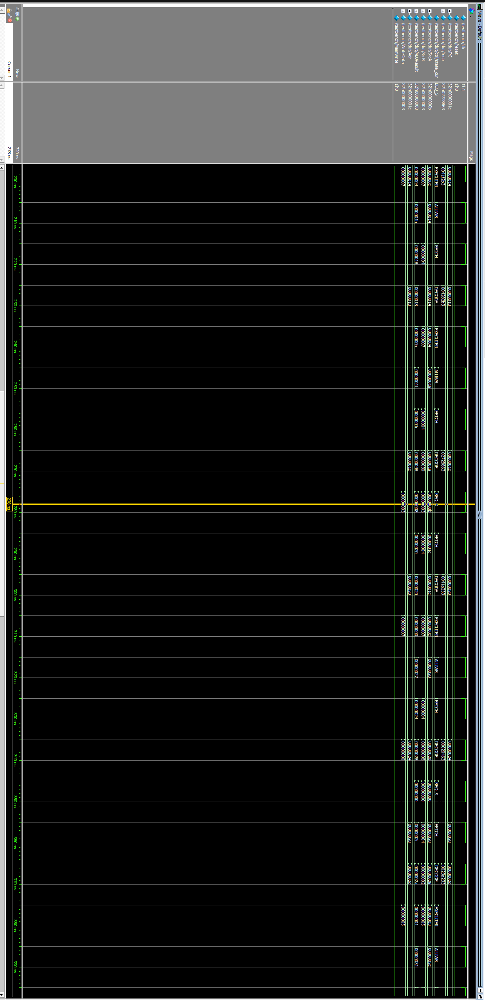 Wave - Default
Msgs
/testbench/clk 1'h1
/testbench/reset 1'h0
/testbench/dut/PC 32'h0000001c 00000014 00000018 0000001c 00000020 00000024 00000028 0000002c
/testbench/dut/Instr 32'h02728863 0041f2b3 004282b3 02728863 0041a233 00020463 0023a233
/testbench/dut/ctrl/state_cur BEQ_S EXECUTER ALUWB FETCH DECODE EXECUTER ALUWB FETCH DECODE BEQ_S FETCH DECODE EXECUTER ALUWB FETCH DECODE BEQ_S FETCH DECODE EXECUTER ALUWB
/testbench/dut/SrcA 32'h0000000b 0000000c 00000014 00000014 00000004 00000018 00000018 0000000b 0000001c 0000001c 0000000c 00000020 00000020 00000000 00000028 00000028 00000003 0000002c
/testbench/dut/SrcB 32'h00000003 00000007 00000004 00000007 00000004 00000030 00000003 00000004 00000007 00000004 00000008 00000000 00000004 00000002 00000005
/testbench/dut/ALUResult 32'h00000008 00000004 0000001b 00000018 00000018 0000000b 0000001f 0000001c 00000048 00000008 00000020 00000020 00000000 00000027 00000024 00000028 00000000 0000002c 0000002a 00000001 00000031
/testbench/dut/Adr 32'h0000001c 00000014 00000018 0000001c 00000020 00000024 00000028 0000002c
/testbench/WriteData 32'h00000003 00000007 00000003 00000007 00000000 00000005
/testbench/MemWrite 1'h0
Now 720 ns 200 ns 210 ns 220 ns 230 ns 240 ns 250 ns 260 ns 270 ns 280 ns 290 ns 300 ns 310 ns 320 ns 330 ns 340 ns 350 ns 360 ns 370 ns 380 ns 390 ns
Cursor 1 278 ns 278 ns